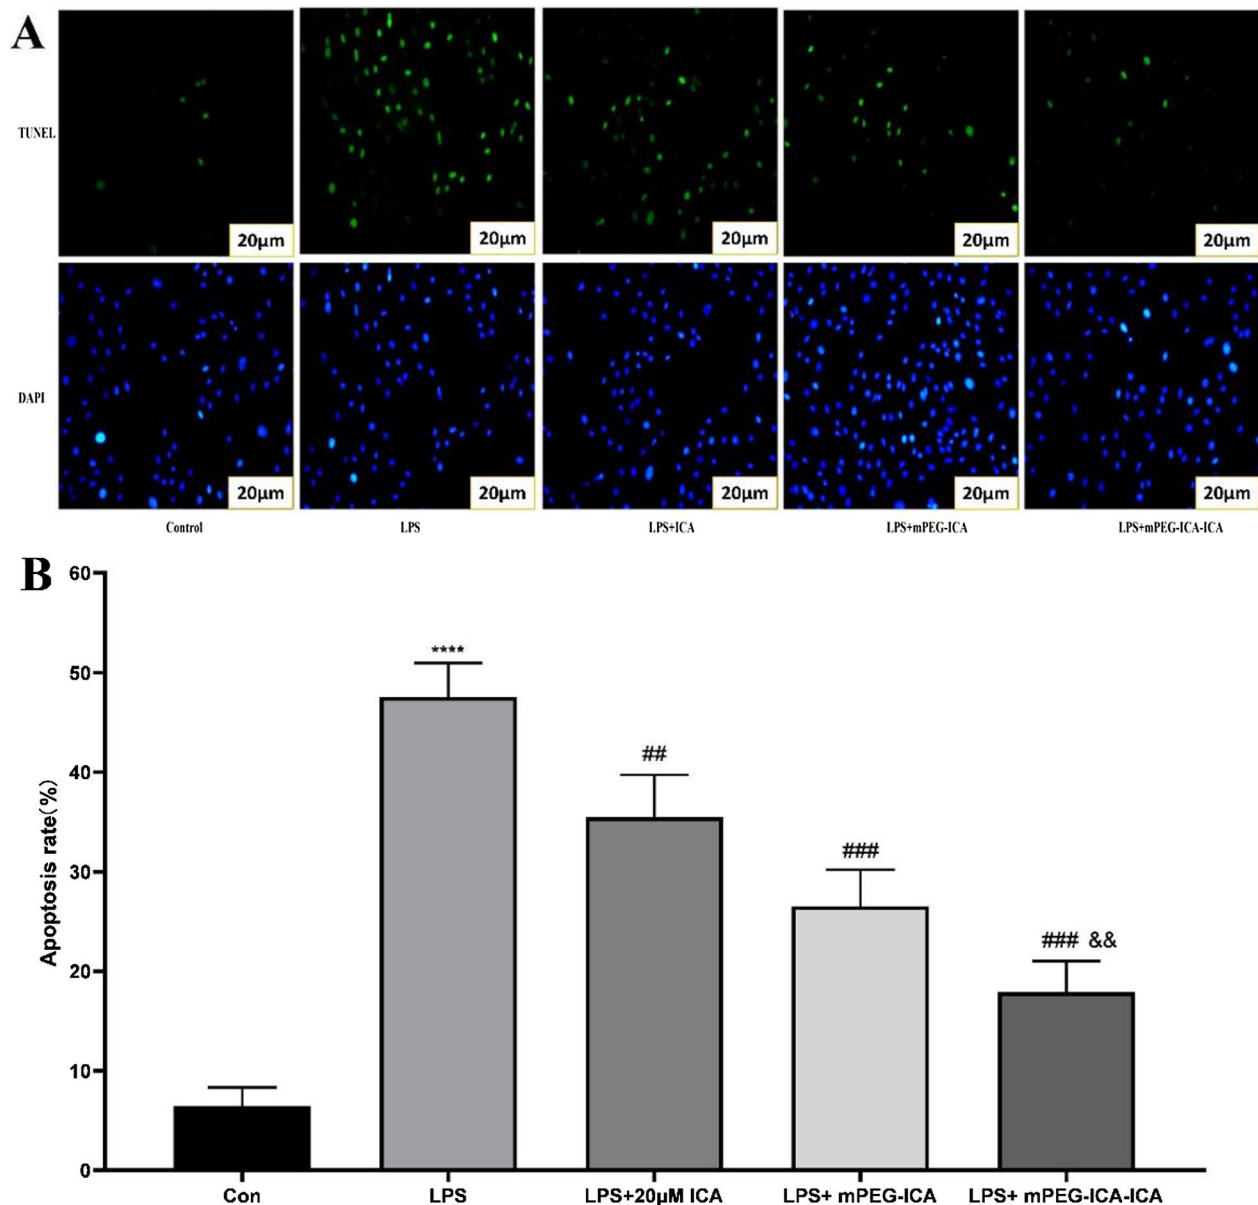 A
TUNEL
20µm 20µm 20µm 20µm 20µm
DAPI
20µm 20µm 20µm 20µm 20µm
Control LPS LPS+ICA LPS+mPEG-ICA LPS+mPEG-ICA-ICA
B
Apoptosis rate(%)
60
50
40
30
20
10
0
****
##
###
### &&
Con LPS LPS+20µM ICA LPS+ mPEG-ICA LPS+ mPEG-ICA-ICA